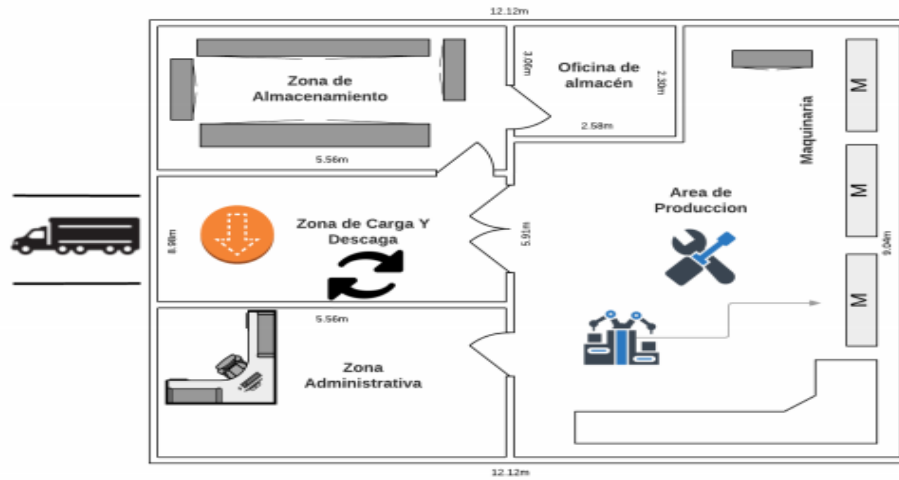 12.12m
Zona de
Almacenamiento
3.06m
Oficina de
almacén
2.30m
2.58m
5.56m
Maquinaria
M
M
M
Area de
Produccion
Zona de Carga Y
Descaga
8.98m
5.91m
9.04m
5.56m
Zona
Administrativa
12.12m